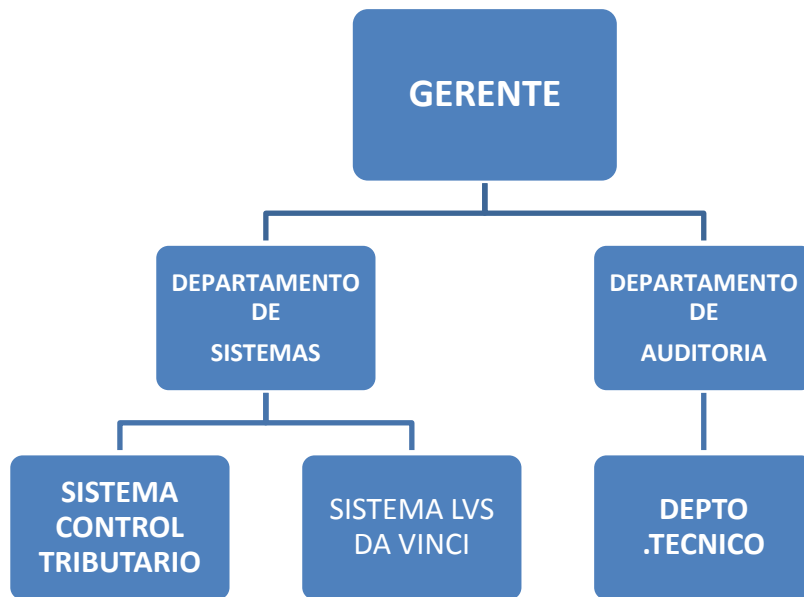 GERENTE
DEPARTAMENTO
DE
SISTEMAS
DEPARTAMENTO
DE
AUDITORIA
SISTEMA
CONTROL
TRIBUTARIO
SISTEMA LVS
DA VINCI
DEPTO
.TECNICO